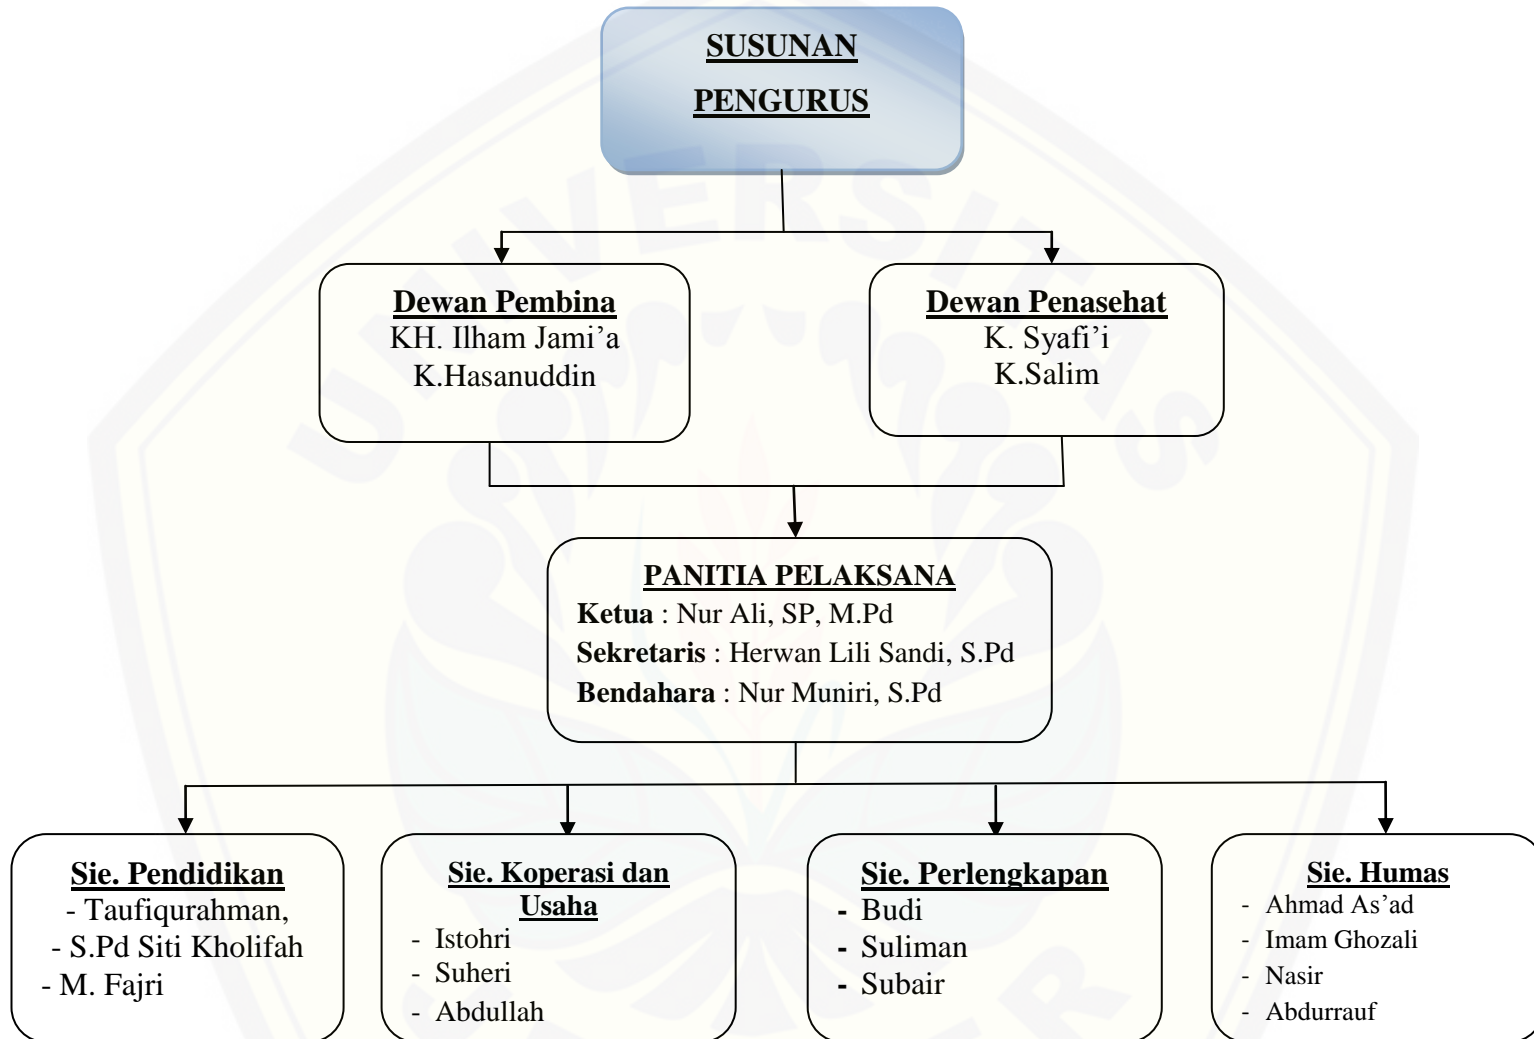 SUSUNAN
PENGURUS
Dewan Pembina
KH. Ilham Jami’a
K.Hasanuddin
Dewan Penasehat
K. Syafi’i
K.Salim
PANITIA PELAKSANA
Ketua : Nur Ali, SP, M.Pd
Sekretaris : Herwan Lili Sandi, S.Pd
Bendahara : Nur Muniri, S.Pd
Sie. Pendidikan
- Taufiqurahman,
- S.Pd Siti Kholifah
- M. Fajri
Sie. Koperasi dan
Usaha
- Istohri
- Suheri
- Abdullah
Sie. Perlengkapan
- Budi
- Suliman
- Subair
Sie. Humas
- Ahmad As’ad
- Imam Ghozali
- Nasir
- Abdurrauf
UNIVERSITAS